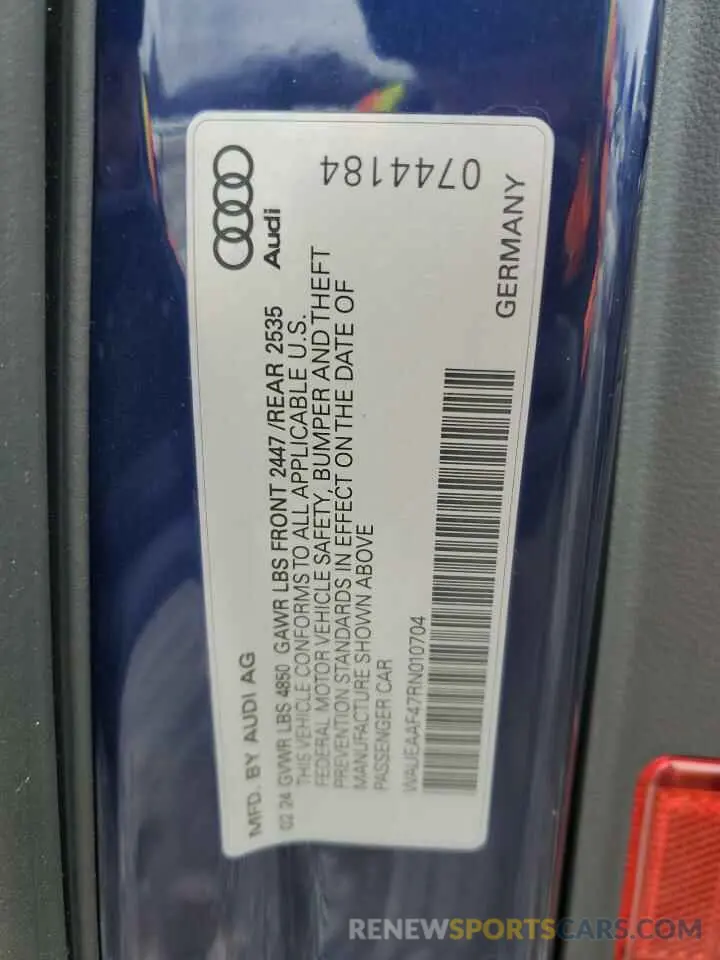 MFD. BY AUDI AG
Audi
02 24 GVWR LBS 4850 GAWR LBS FRONT 2447 /REAR 2535
THIS VEHICLE CONFORMS TO ALL APPLICABLE U.S.
FEDERAL MOTOR VEHICLE SAFETY, BUMPER AND THEFT
PREVENTION STANDARDS IN EFFECT ON THE DATE OF
MANUFACTURE SHOWN ABOVE
PASSENGER CAR
WAUEAAF47RN010704
GERMANY
0744184
RENEWSPORTSCARS.COM